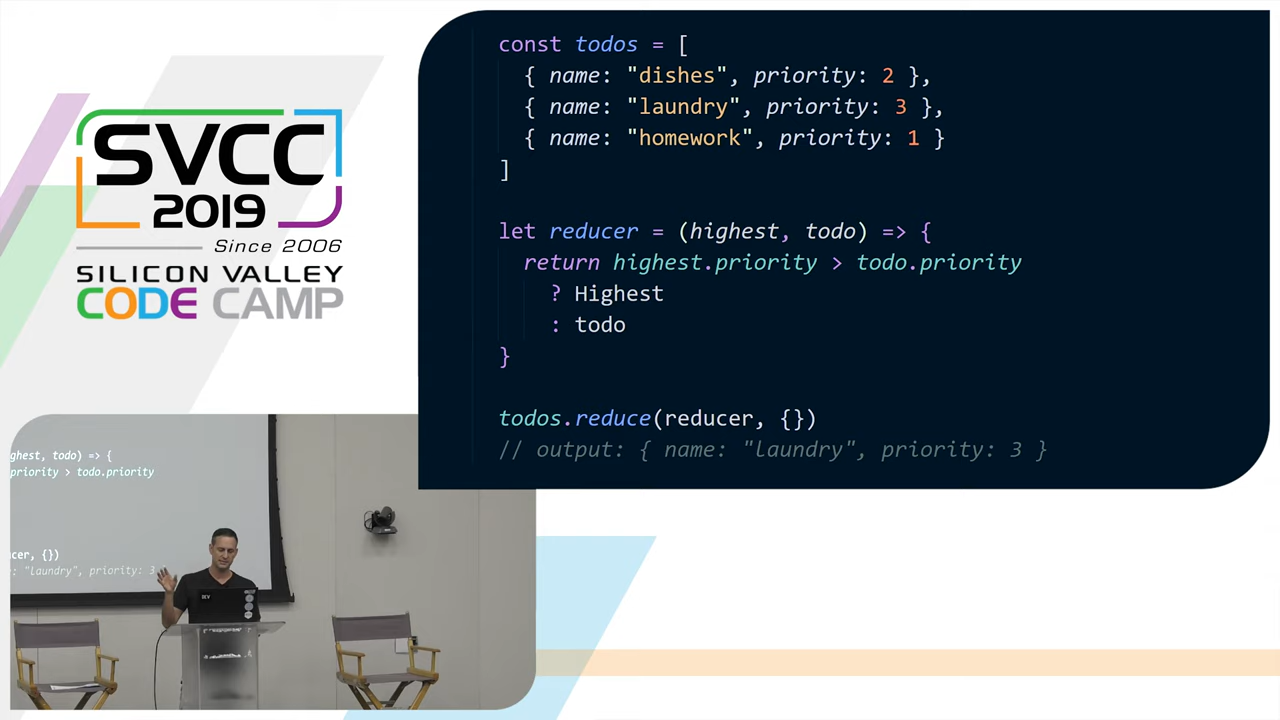 SVCC
2019
Since 2006
SILICON VALLEY
CODE CAMP
const todos = [
{ name: "dishes", priority: 2 },
{ name: "laundry", priority: 3 },
{ name: "homework", priority: 1 }
]
let reducer = (highest, todo) => {
return highest.priority > todo.priority
? Highest
: todo
}
todos.reduce(reducer, {})
// output: { name: "laundry", priority: 3 }
ghest, todo) => {
priority > todo.priority
ucer, {})
: "laundry", priority: 3
DEV